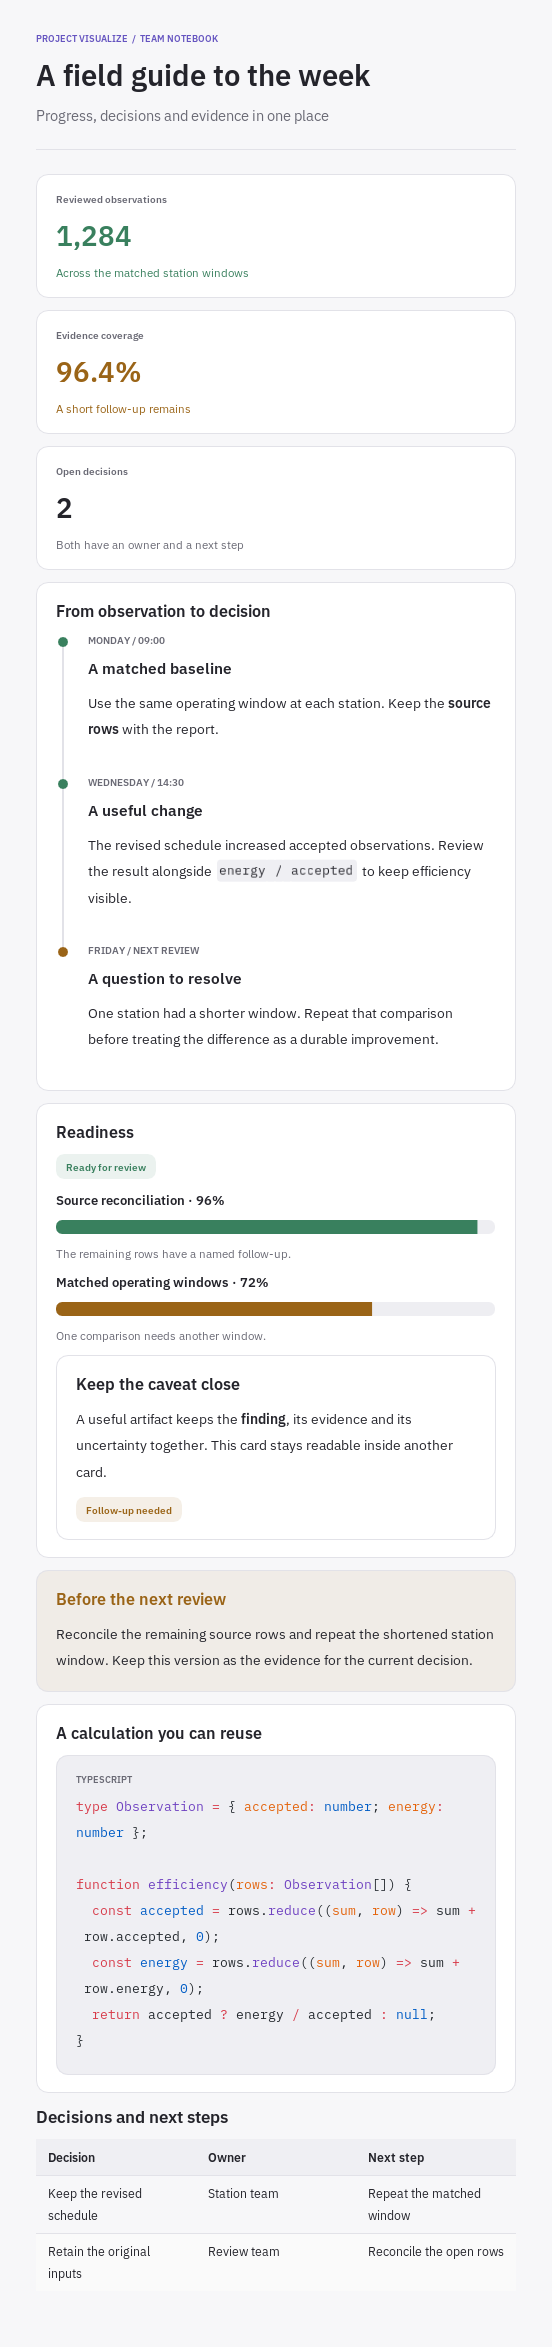 PROJECT VISUALIZE / TEAM NOTEBOOK
A field guide to the week
Progress, decisions and evidence in one place
Reviewed observations
1,284
Across the matched station windows
Evidence coverage
96.4%
A short follow-up remains
Open decisions
2
Both have an owner and a next step
From observation to decision
MONDAY / 09:00
A matched baseline
Use the same operating window at each station. Keep the source
rows with the report.
WEDNESDAY / 14:30
A useful change
The revised schedule increased accepted observations. Review
the result alongside energy / accepted to keep efficiency
visible.
FRIDAY / NEXT REVIEW
A question to resolve
One station had a shorter window. Repeat that comparison
before treating the difference as a durable improvement.
Readiness
Ready for review
Source reconciliation · 96%
The remaining rows have a named follow-up.
Matched operating windows · 72%
One comparison needs another window.
Keep the caveat close
A useful artifact keeps the finding, its evidence and its
uncertainty together. This card stays readable inside another
card.
Follow-up needed
Before the next review
Reconcile the remaining source rows and repeat the shortened station
window. Keep this version as the evidence for the current decision.
A calculation you can reuse
TYPESCRIPT
type Observation = { accepted: number; energy:
number };
function efficiency(rows: Observation[]) {
  const accepted = rows.reduce((sum, row) => sum +
 row.accepted, 0);
  const energy = rows.reduce((sum, row) => sum +
 row.energy, 0);
  return accepted ? energy / accepted : null;
}
Decisions and next steps
Decision Owner Next step
Keep the revised Station team Repeat the matched
schedule window
Retain the original Review team Reconcile the open rows
inputs